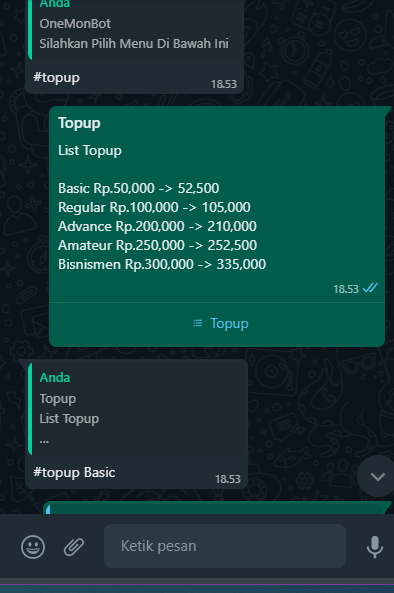 Anda
OneMonBot
Silahkan Pilih Menu Di Bawah Ini
#topup
18.53
Topup
List Topup
Basic Rp.50,000 -> 52,500
Regular Rp.100,000 -> 105,000
Advance Rp.200,000 -> 210,000
Amateur Rp.250,000 -> 252,500
Bisnismen Rp.300,000 -> 335,000
18.53
Topup
Anda
Topup
List Topup
...
#topup Basic
18.53
Ketik pesan